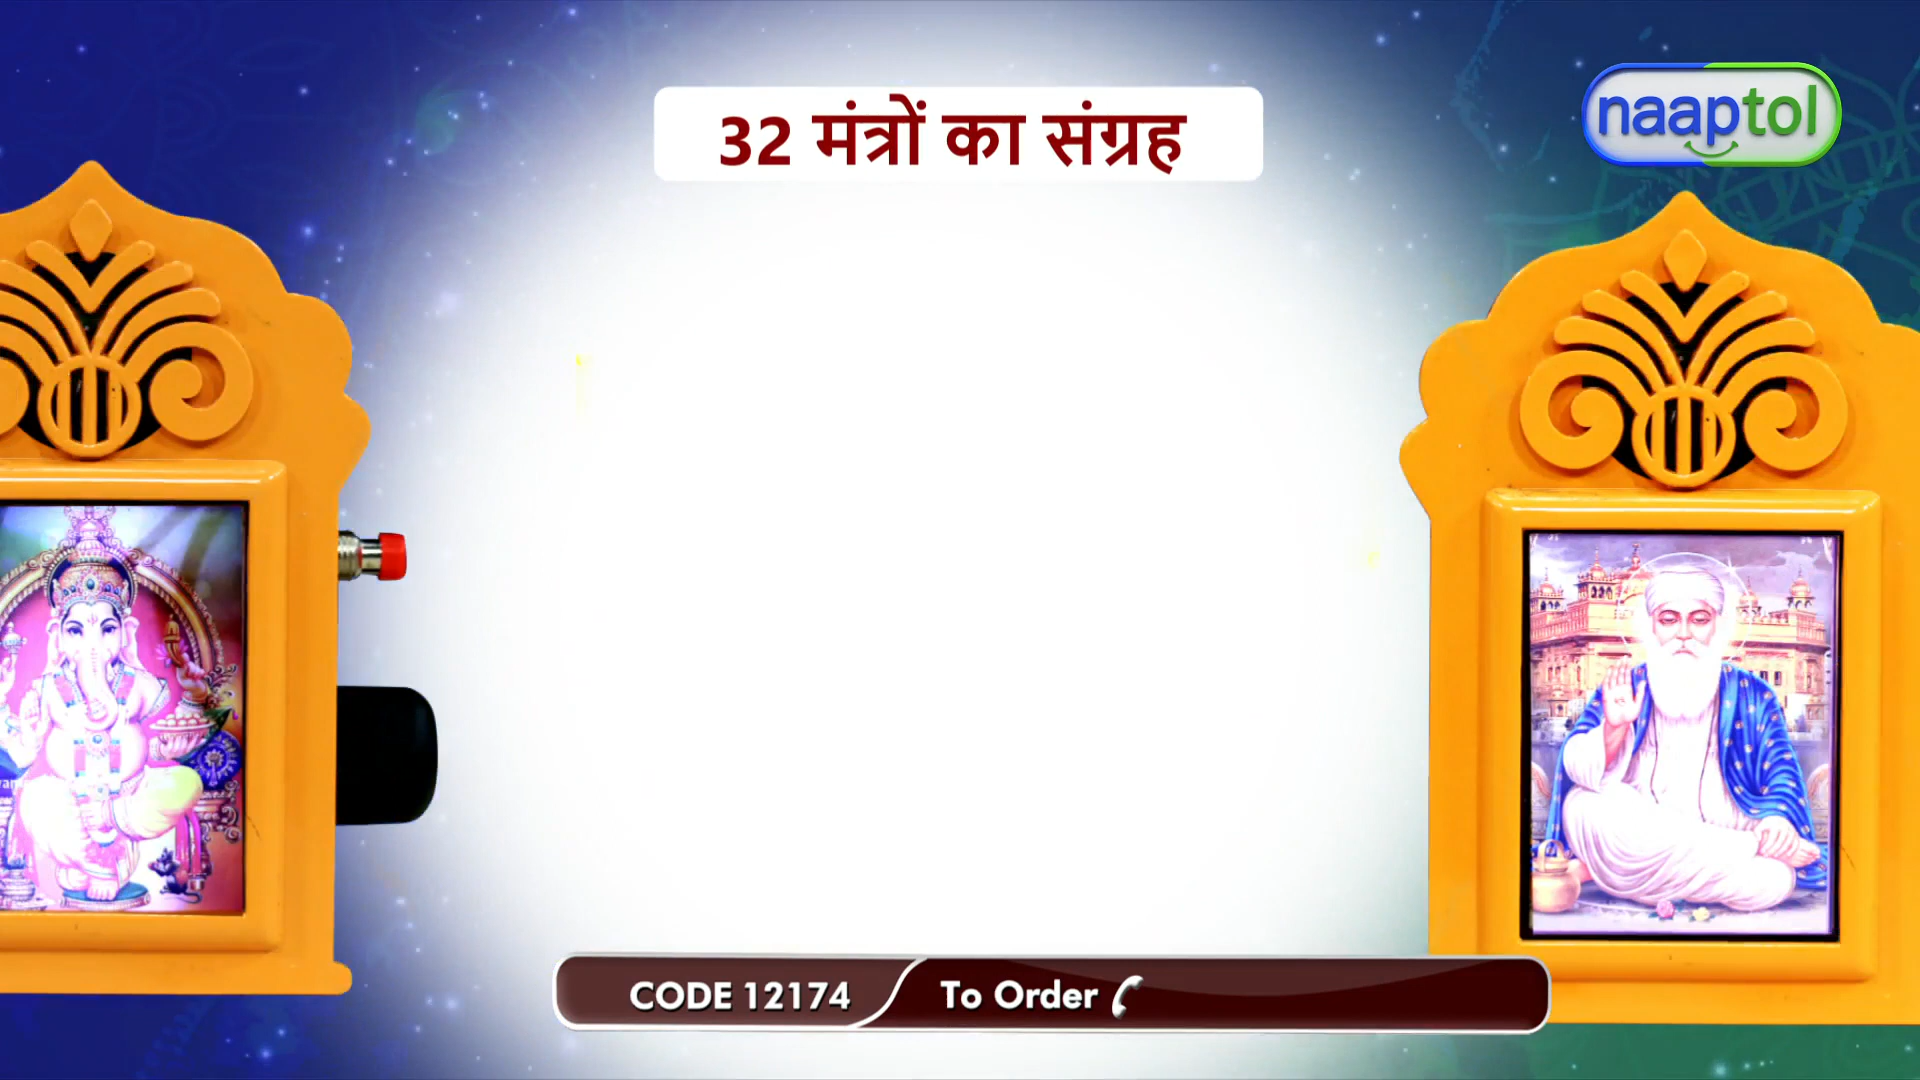 32 मंत्रों का संग्रह
naaptol
CODE 12174 To Order